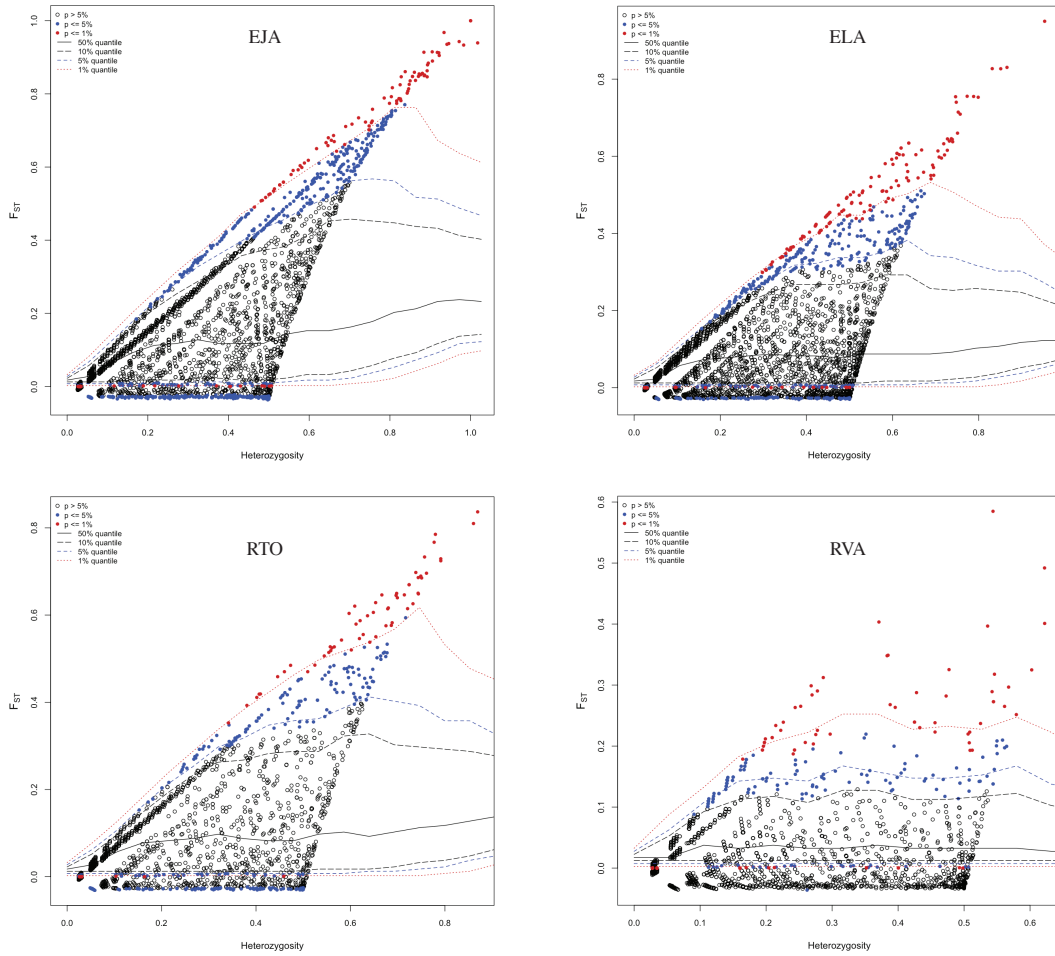 EJA
p > 5%
p <= 5%
p <= 1%
50% quantile
10% quantile
5% quantile
1% quantile
1.0
0.8
0.6
0.4
0.2
0.0
FST
0.0 0.2 0.4 0.6 0.8 1.0
Heterozygosity
ELA
p > 5%
p <= 5%
p <= 1%
50% quantile
10% quantile
5% quantile
1% quantile
0.8
0.6
0.4
0.2
0.0
FST
0.0 0.2 0.4 0.6 0.8
Heterozygosity
RTO
p > 5%
p <= 5%
p <= 1%
50% quantile
10% quantile
5% quantile
1% quantile
0.8
0.6
0.4
0.2
0.0
FST
0.0 0.2 0.4 0.6 0.8
Heterozygosity
RVA
p > 5%
p <= 5%
p <= 1%
50% quantile
10% quantile
5% quantile
1% quantile
0.6
0.5
0.4
0.3
0.2
0.1
0.0
FST
0.0 0.1 0.2 0.3 0.4 0.5 0.6
Heterozygosity